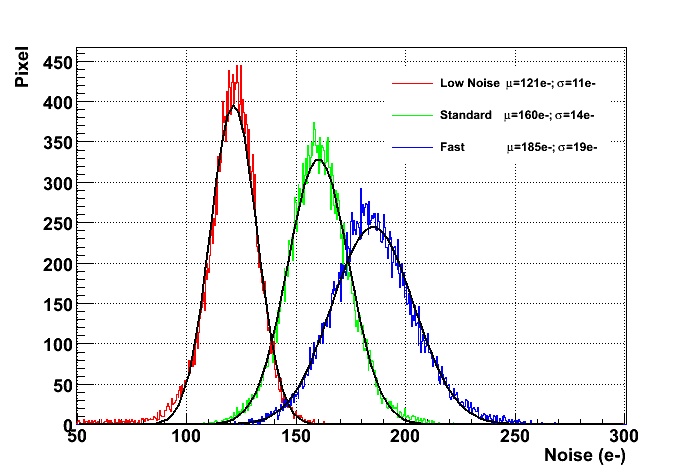 Pixel
450
400
350
300
250
200
150
100
50
0
Low Noise μ=121e-; σ=11e-
Standard μ=160e-; σ=14e-
Fast μ=185e-; σ=19e-
50 100 150 200 250 300
Noise (e-)